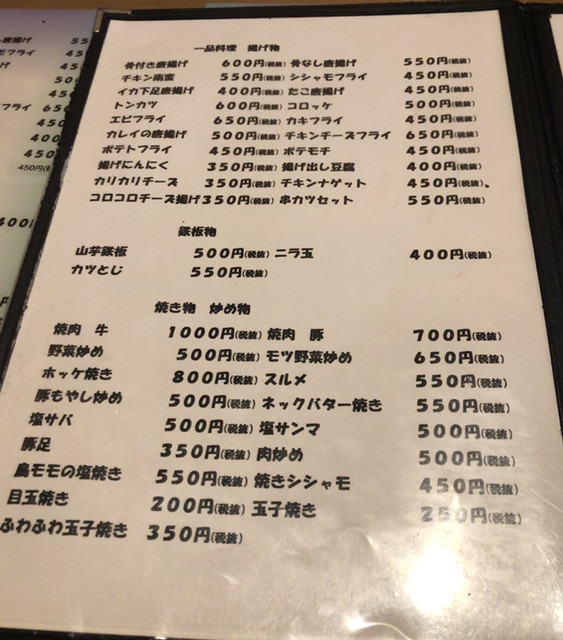 一品料理 揚げ物
骨付き唐揚げ 600円(税抜) 骨なし唐揚げ 550円(税抜)
チキン南蛮 550円(税抜) シシャモフライ 450円(税抜)
イカ下足唐揚げ 400円(税抜) たこ唐揚げ 450円(税抜)
トンカツ 600円(税抜) コロッケ 500円(税抜)
エビフライ 650円(税抜) カキフライ 450円(税抜)
カレイの唐揚げ 500円(税抜) チキンチーズフライ 650円(税抜)
ポテトフライ 450円(税抜) ポテモチ 450円(税抜)
揚げにんにく 350円(税抜) 揚げ出し豆腐 400円(税抜)
カリカリチーズ 350円(税抜) チキンナゲット 450円(税抜)。
コロコロチーズ揚げ 350円(税抜) 串カツセット 550円(税抜)
鉄板物
山芋鉄板 500円(税抜) ニラ玉 400円(税抜)
カツとじ 550円(税抜)
焼き物 炒め物
焼肉 牛 1000円(税抜) 焼肉 豚 700円(税抜)
野菜炒め 500円(税抜) モツ野菜炒め 650円(税抜)
ホッケ焼き 800円(税抜) スルメ 550円(税抜)
豚もやし炒め 500円(税抜) ネックバター焼き 550円(税抜)
塩サバ 500円(税抜) 塩サンマ 500円(税抜)
豚足 350円(税抜) 肉炒め 500円(税抜)
鳥モモの塩焼き 550円(税抜) 焼きシシャモ 450円(税抜)
目玉焼き 200円(税抜) 玉子焼き 250円(税抜)
ふわふわ玉子焼き 350円(税抜)